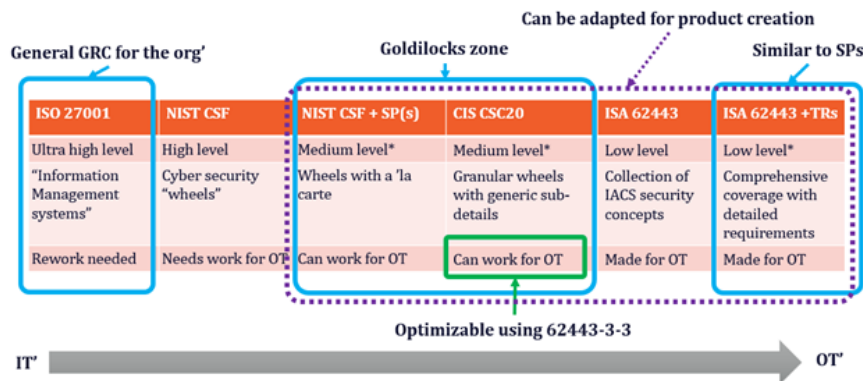 Can be adapted for product creation
General GRC for the org’
Goldilocks zone
Similar to SPs
ISO 27001
NIST CSF
NIST CSF + SP(s)
CIS CSC20
ISA 62443
ISA 62443 +TRs
Ultra high level
High level
Medium level*
Medium level*
Low level
Low level*
“Information
Management
systems”
Cyber security
“wheels”
Wheels with a ’la
carte
Granular wheels
with generic sub-
details
Collection of
IACS security
concepts
Comprehensive
coverage with
detailed
requirements
Rework needed
Needs work for OT
Can work for OT
Can work for OT
Made for OT
Made for OT
Optimizable using 62443-3-3
IT’
OT’